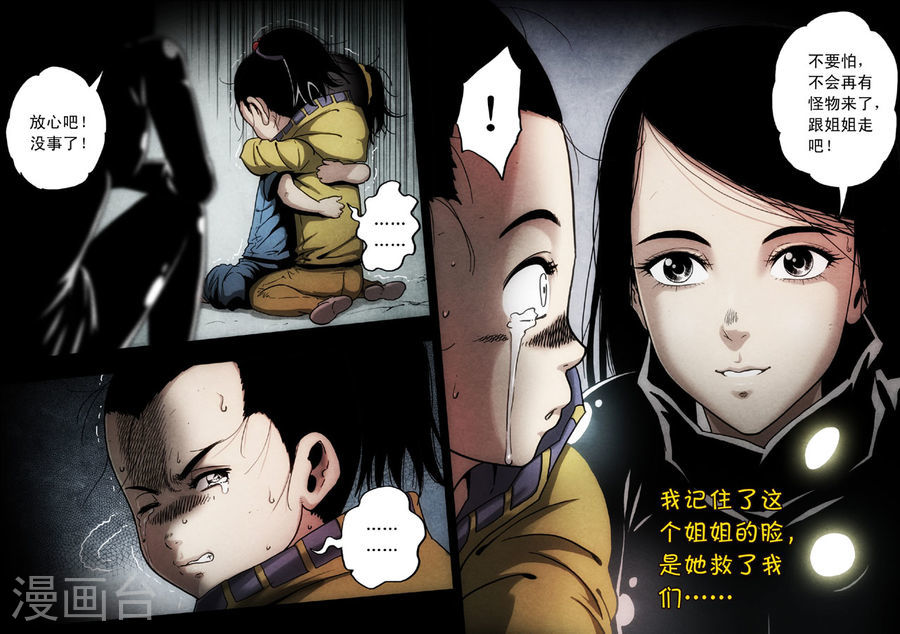 放心吧！
没事了！
……
……
……
……
！
不要怕，
不会再有
怪物来了，
跟姐姐走
吧！
我记住了这
个姐姐的脸，
是她救了我
们……
漫画台